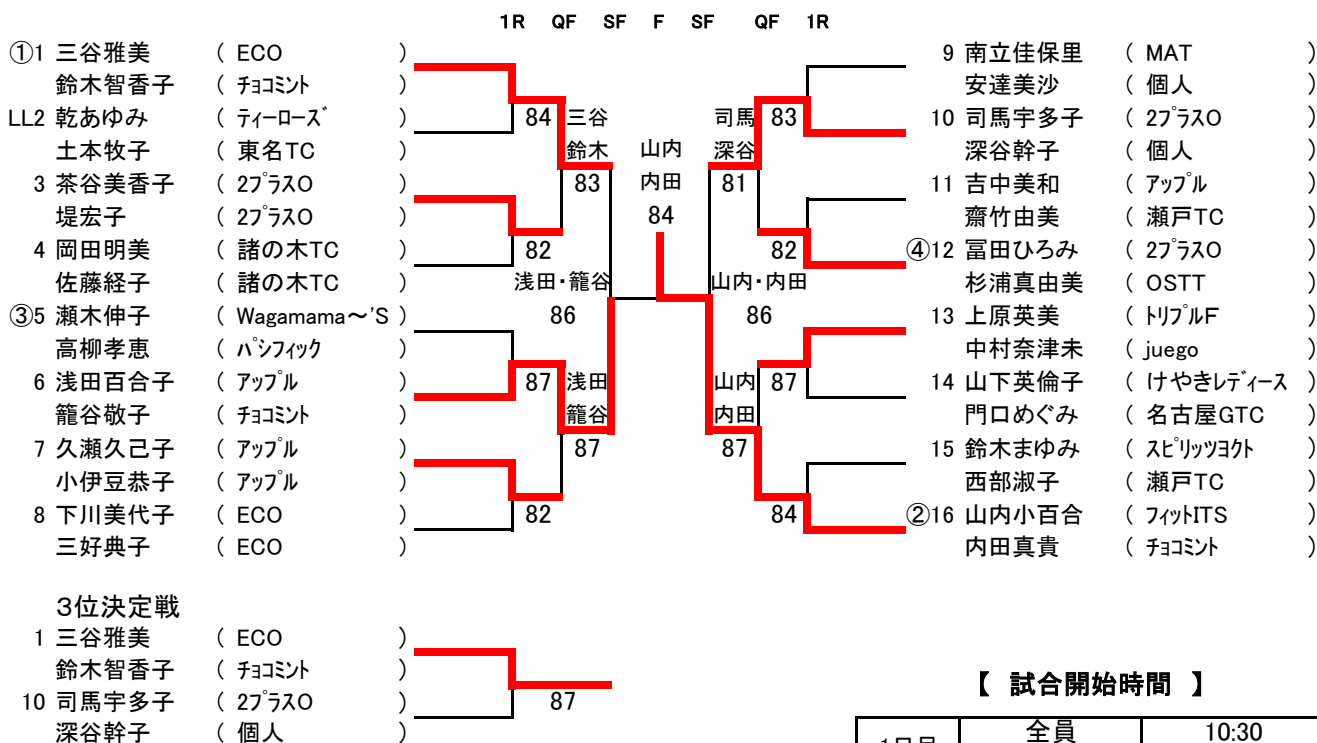 1R QF SF F SF QF 1R
①1 三谷雅美 ( ECO )
鈴木智香子 ( チョコミント )
LL2 乾あゆみ ( ティーローズ )
土本牧子 ( 東名TC )
3 茶谷美香子 ( 2プラスO )
堤宏子 ( 2プラスO )
4 岡田明美 ( 諸の木TC )
佐藤経子 ( 諸の木TC )
③5 瀬木伸子 ( Wagamama～'S )
高柳孝恵 ( パシフィック )
6 浅田百合子 ( アップル )
籠谷敬子 ( チョコミント )
7 久瀬久己子 ( アップル )
小伊豆恭子 ( アップル )
8 下川美代子 ( ECO )
三好典子 ( ECO )
84
82
87
82
三谷
鈴木
83
浅田
籠谷
87
浅田・籠谷
86
山内
内田
84
山内・内田
86
司馬
深谷
81
山内
内田
87
83
82
87
84
9 南立佳保里 ( MAT )
安達美沙 ( 個人 )
10 司馬宇多子 ( 2プラスO )
深谷幹子 ( 個人 )
11 吉中美和 ( アップル )
齋竹由美 ( 瀬戸TC )
④12 冨田ひろみ ( 2プラスO )
杉浦真由美 ( OSTT )
13 上原英美 ( トリプルF )
中村奈津未 ( juego )
14 山下英倫子 ( けやきレディース )
門口めぐみ ( 名古屋GTC )
15 鈴木まゆみ ( スピリッツヨクト )
西部淑子 ( 瀬戸TC )
②16 山内小百合 ( フィットITS )
内田真貴 ( チョコミント )
３位決定戦
1 三谷雅美 ( ECO )
鈴木智香子 ( チョコミント )
10 司馬宇多子 ( 2プラスO )
深谷幹子 ( 個人 )
87
【 試合開始時間 】
1日目 全員 10:30